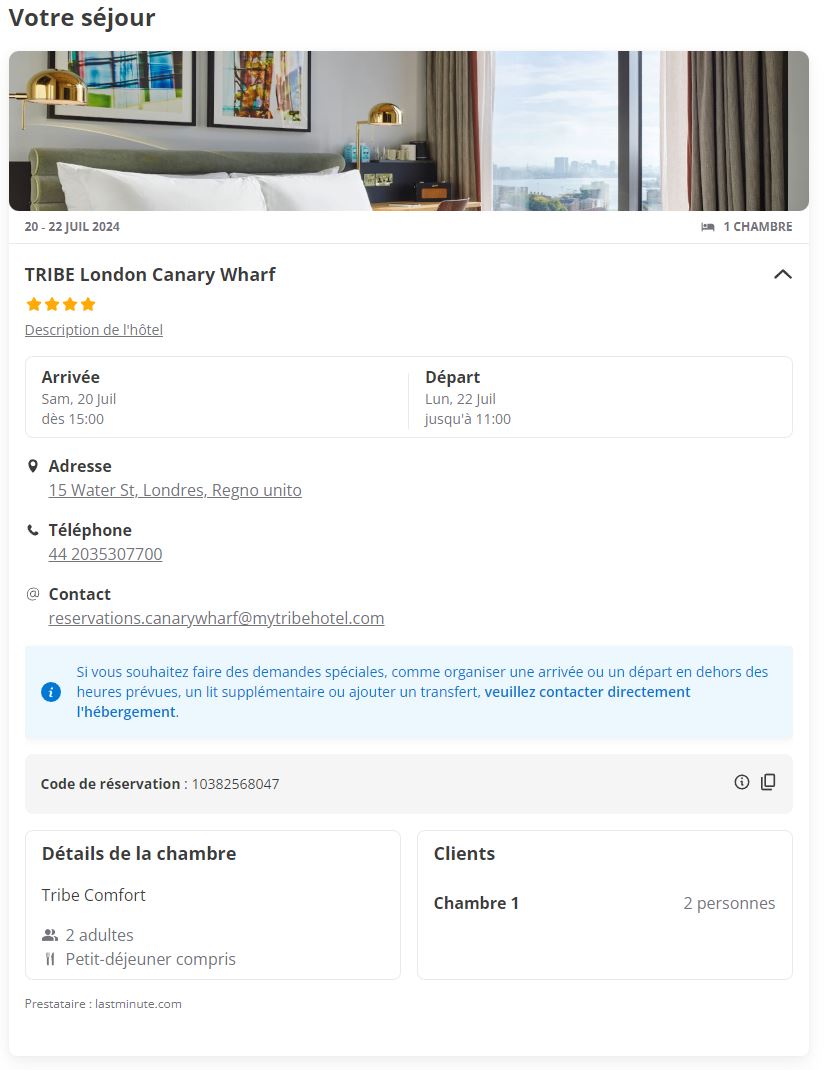 Votre séjour
20 - 22 JUIL 2024
1 CHAMBRE
TRIBE London Canary Wharf
Description de l'hôtel
Arrivée
Sam, 20 Juil
dès 15:00
Départ
Lun, 22 Juil
jusqu'à 11:00
Adresse
15 Water St, Londres, Regno unito
Téléphone
44 2035307700
@ Contact
reservations.canarywharf@mytribehotel.com
Si vous souhaitez faire des demandes spéciales, comme organiser une arrivée ou un départ en dehors des
heures prévues, un lit supplémentaire ou ajouter un transfert, veuillez contacter directement
l'hébergement.
Code de réservation : 10382568047
Détails de la chambre
Tribe Comfort
2 adultes
Petit-déjeuner compris
Clients
Chambre 1
2 personnes
Prestataire : lastminute.com